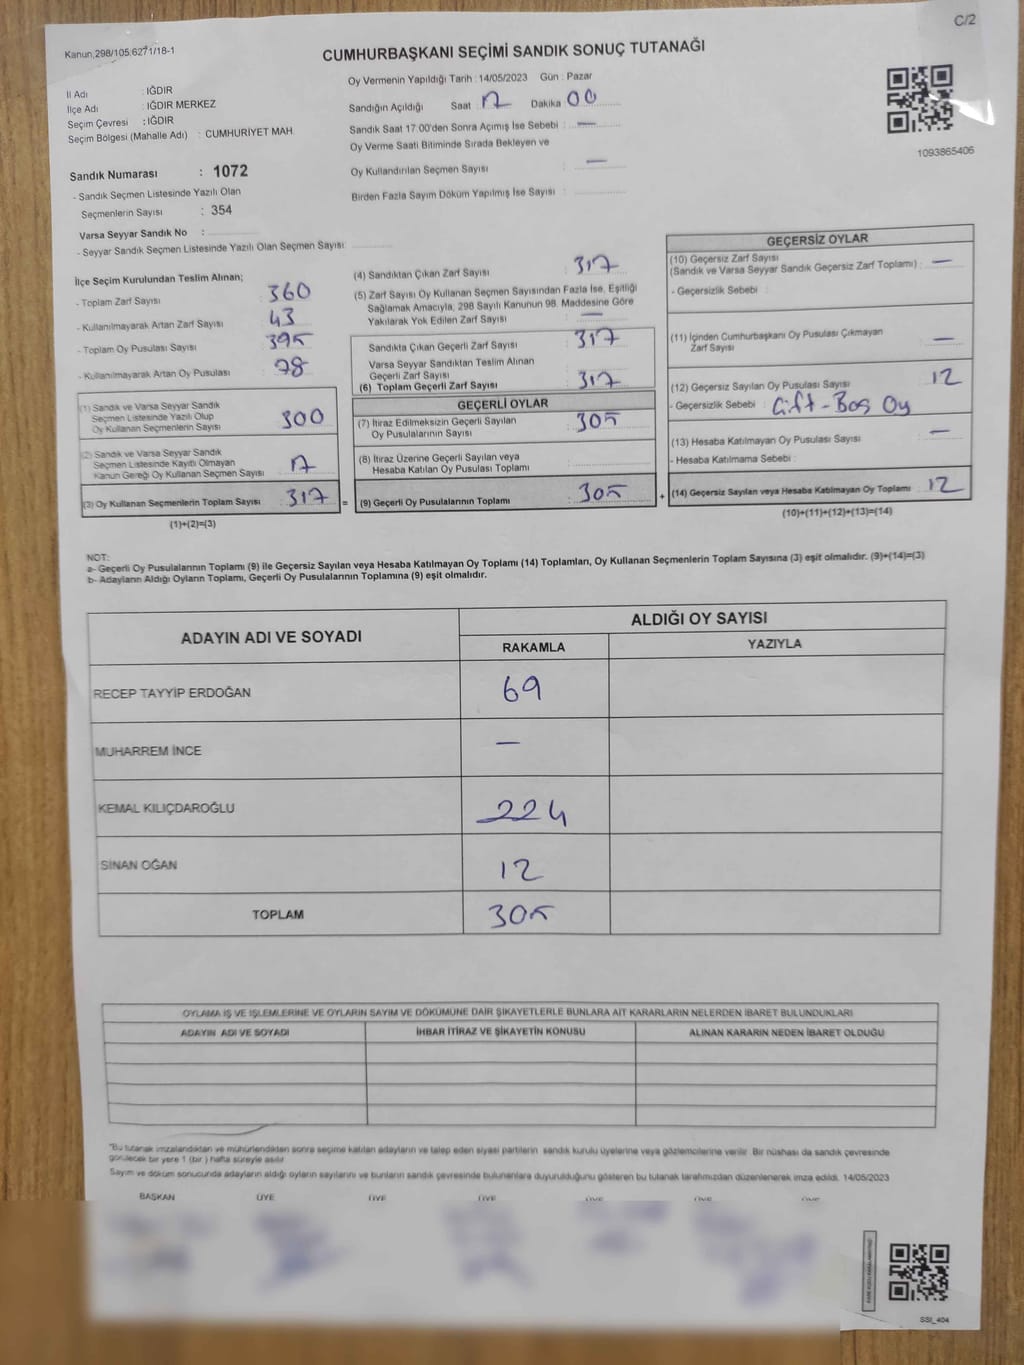 C/2
Kanun,298/105,6271/18-1
CUMHURBAŞKANI SEÇİMİ SANDIK SONUÇ TUTANAĞI
İl Adı : IĞDIR
İlçe Adı : IĞDIR MERKEZ
Seçim Çevresi : IĞDIR
Seçim Bölgesi (Mahalle Adı) : CUMHURİYET MAH.
Sandık Numarası : 1072
- Sandık Seçmen Listesinde Yazılı Olan
Seçmenlerin Sayısı : 354
Varsa Seyyar Sandık No :
- Seyyar Sandık Seçmen Listesinde Yazılı Olan Seçmen Sayısı:
Oy Vermenin Yapıldığı Tarih : 14/05/2023 Gün : Pazar
Sandığın Açıldığı Saat 17 Dakika 00
Sandık Saat 17:00'den Sonra Açımış İse Sebebi : —
Oy Verme Saati Bitiminde Sırada Bekleyen ve
Oy Kullandırılan Seçmen Sayısı : —
Birden Fazla Sayım Döküm Yapılmış İse Sayısı :
1093865406
İlçe Seçim Kurulundan Teslim Alınan;
- Toplam Zarf Sayısı : 360
- Kullanılmayarak Artan Zarf Sayısı : 43
- Toplam Oy Pusulası Sayısı : 395
- Kullanılmayarak Artan Oy Pusulası : 78
(1) Sandık ve Varsa Seyyar Sandık
Seçmen Listesinde Yazılı Olup
Oy Kullanan Seçmenlerin Sayısı : 300
(2) Sandık ve Varsa Seyyar Sandık
Seçmen Listesinde Kayıtlı Olmayan
Kanun Gereği Oy Kullanan Seçmen Sayısı : 17
(3) Oy Kullanan Seçmenlerin Toplam Sayısı : 317 =
(1)+(2)=(3)
(4) Sandıktan Çıkan Zarf Sayısı : 317
(5) Zarf Sayısı Oy Kullanan Seçmen Sayısından Fazla İse, Eşitliği
Sağlamak Amacıyla, 298 Sayılı Kanunun 98. Maddesine Göre
Yakılarak Yok Edilen Zarf Sayısı : —
Sandıkta Çıkan Geçerli Zarf Sayısı : 317
Varsa Seyyar Sandıktan Teslim Alınan
Geçerli Zarf Sayısı :
(6) Toplam Geçerli Zarf Sayısı : 317
GEÇERLİ OYLAR
(7) İtiraz Edilmeksizin Geçerli Sayılan
Oy Pusulalarının Sayısı : 305
(8) İtiraz Üzerine Geçerli Sayılan veya
Hesaba Katılan Oy Pusulası Toplamı :
(9) Geçerli Oy Pusulalarının Toplamı : 305 +
GEÇERSİZ OYLAR
(10) Geçersiz Zarf Sayısı
(Sandık ve Varsa Seyyar Sandık Geçersiz Zarf Toplamı) : —
- Geçersizlik Sebebi :
(11) İçinden Cumhurbaşkanı Oy Pusulası Çıkmayan
Zarf Sayısı : —
(12) Geçersiz Sayılan Oy Pusulası Sayısı : 12
- Geçersizlik Sebebi : Çift - Boş Oy
(13) Hesaba Katılmayan Oy Pusulası Sayısı : —
- Hesaba Katılmama Sebebi :
(14) Geçersiz Sayılan veya Hesaba Katılmayan Oy Toplamı : 12
(10)+(11)+(12)+(13)=(14)
NOT:
a- Geçerli Oy Pusulalarının Toplamı (9) ile Geçersiz Sayılan veya Hesaba Katılmayan Oy Toplamı (14) Toplamları, Oy Kullanan Seçmenlerin Toplam Sayısına (3) eşit olmalıdır. (9)+(14)=(3)
b- Adayların Aldığı Oyların Toplamı, Geçerli Oy Pusulalarının Toplamına (9) eşit olmalıdır.
ADAYIN ADI VE SOYADI
ALDIĞI OY SAYISI
RAKAMLA YAZIYLA
RECEP TAYYİP ERDOĞAN 69
MUHARREM İNCE —
KEMAL KILIÇDAROĞLU 224
SİNAN OĞAN 12
TOPLAM 305
OYLAMA İŞ VE İŞLEMLERİNE VE OYLARIN SAYIM VE DÖKÜMÜNE DAİR ŞİKAYETLERLE BUNLARA AİT KARARLARIN NELERDEN İBARET BULUNDUKLARI
ADAYIN ADI VE SOYADI İHBAR İTİRAZ VE ŞİKAYETİN KONUSU ALINAN KARARIN NEDEN İBARET OLDUĞU
"Bu tutanak imzalandıktan ve mühürlendikten sonra seçime katılan adayların ve talep eden siyasi partilerin sandık kurulu üyelerine veya gözlemcilerine verilir. Bir nüshası da sandık çevresinde
görülecek bir yere 1 (bir ) hafta süreyle asılır.
Sayım ve döküm sonucunda adayların aldığı oyların sayılarını ve bunların sandık çevresinde bulunanlara duyurulduğunu gösteren bu tutanak tarafımızdan düzenlenerek imza edildi. 14/05/2023
BAŞKAN ÜYE ÜYE ÜYE ÜYE ÜYE ÜYE
SSI_404